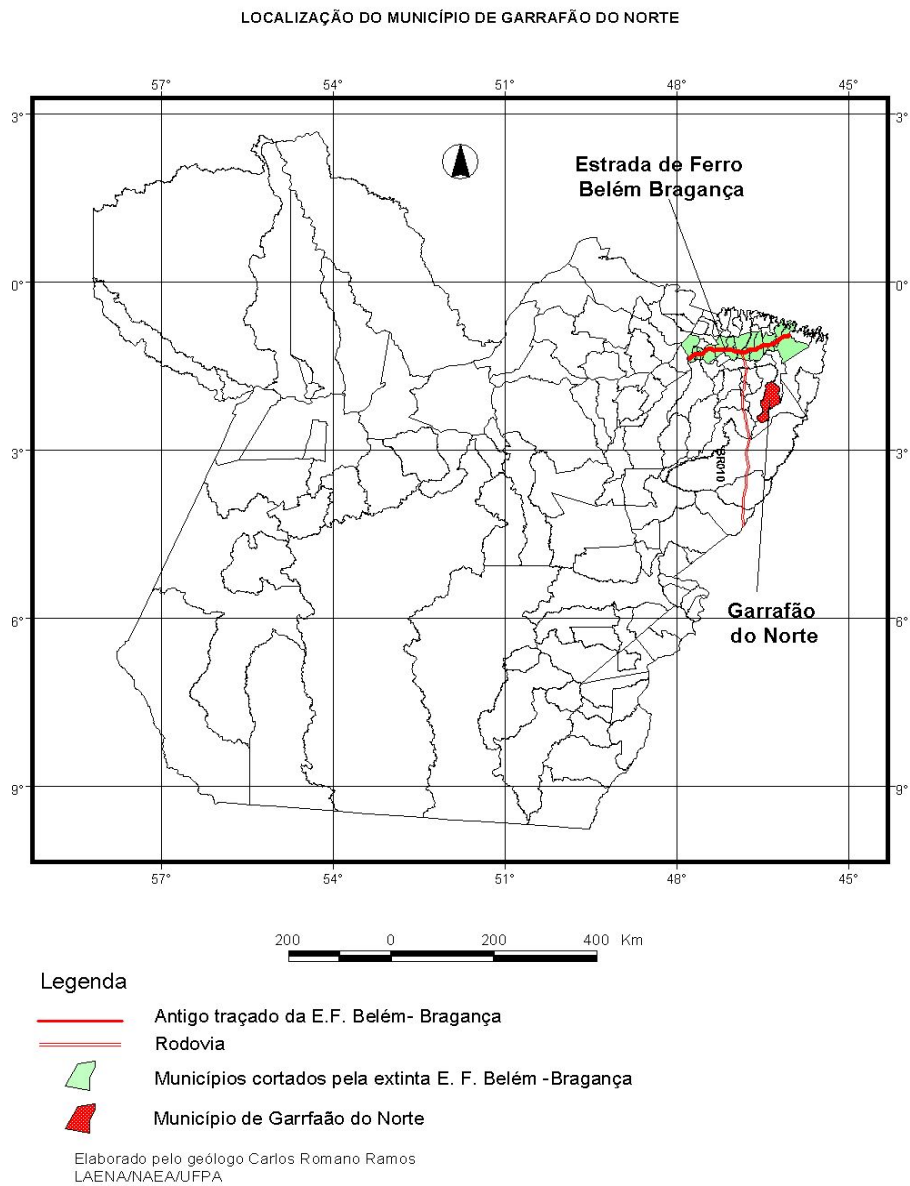 LOCALIZAÇÃO DO MUNICÍPIO DE GARRAFÃO DO NORTE
57° 54° 51° 48° 45°
3° 3°
Estrada de Ferro
Belém Bragança
0° 0°
3° 3°
BR010
Garrafão
do Norte
6° 6°
9° 9°
57° 54° 51° 48° 45°
200 0 200 400 Km
Legenda
Antigo traçado da E.F. Belém- Bragança
Rodovia
Municípios cortados pela extinta E. F. Belém -Bragança
Município de Garrfaão do Norte
Elaborado pelo geólogo Carlos Romano Ramos
LAENA/NAEA/UFPA